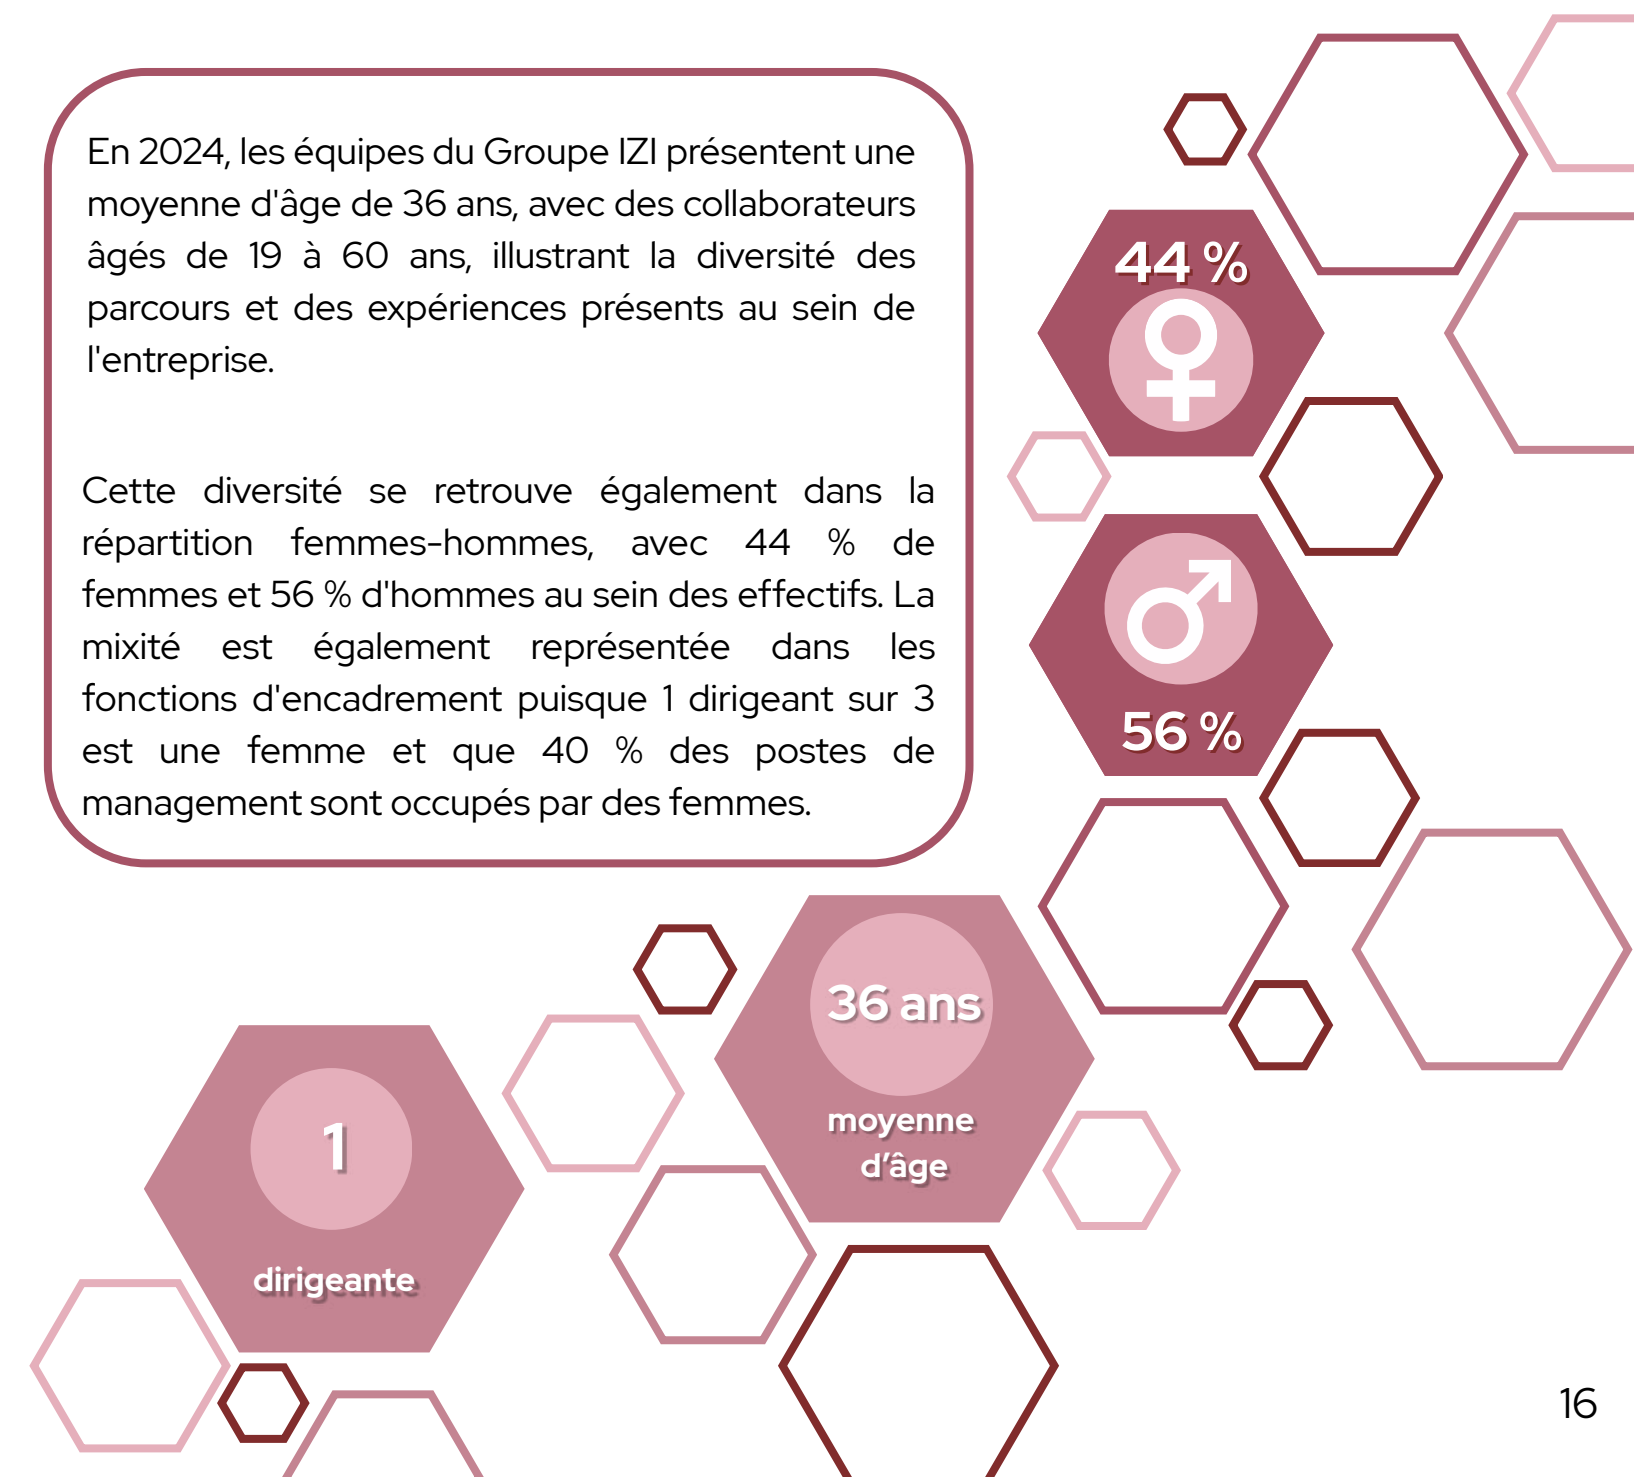 En 2024, les équipes du Groupe IZI présentent une
moyenne d'âge de 36 ans, avec des collaborateurs
âgés de 19 à 60 ans, illustrant la diversité des
parcours et des expériences présents au sein de
l'entreprise.
Cette diversité se retrouve également dans la
répartition femmes-hommes, avec 44 % de
femmes et 56 % d'hommes au sein des effectifs. La
mixité est également représentée dans les
fonctions d'encadrement puisque 1 dirigeant sur 3
est une femme et que 40 % des postes de
management sont occupés par des femmes.
44 %
56 %
36 ans
moyenne
d’âge
1
dirigeante
16